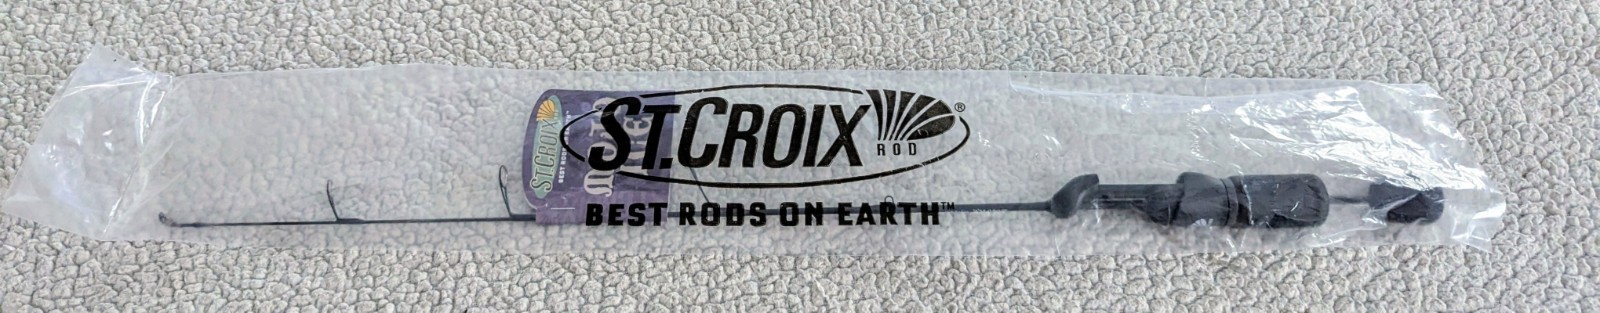 ST.CROIX®
ROD
BEST RODS ON EARTH™
ST.CROIX